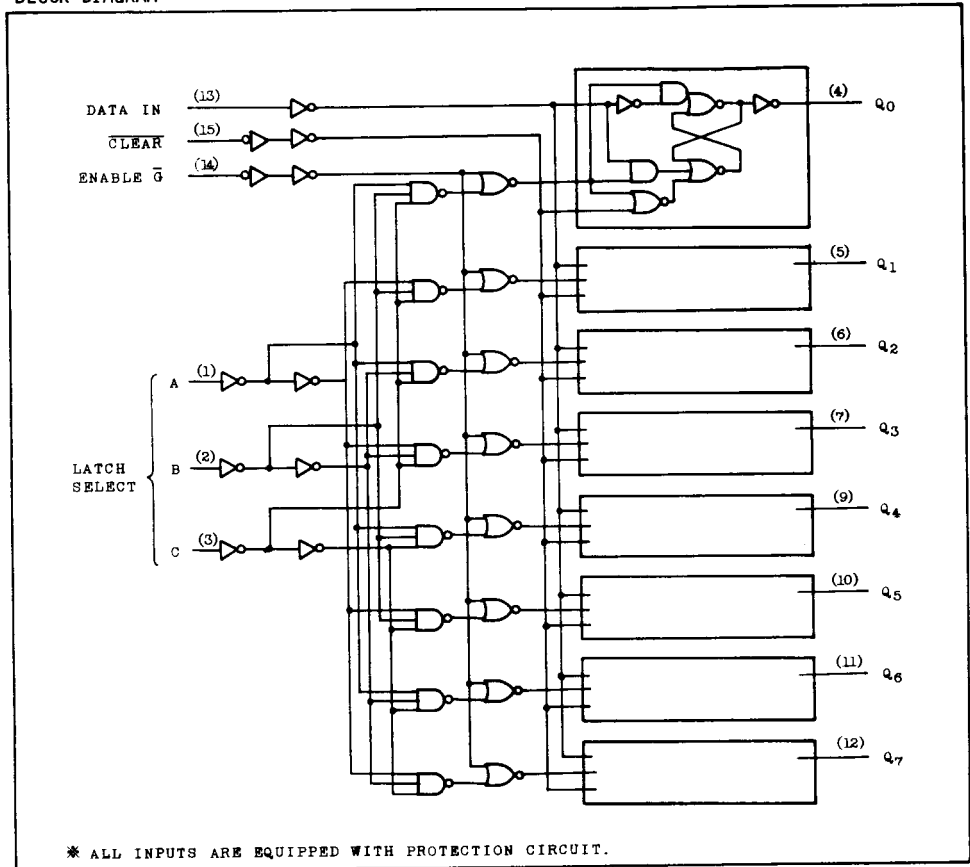 DATA IN (13)
C̅L̅E̅A̅R̅ (15)
ENABLE G̅ (14)
(4) Q0
(5) Q1
(6) Q2
LATCH SELECT
A (1)
B (2)
C (3)
(7) Q3
(9) Q4
(10) Q5
(11) Q6
(12) Q7
※ ALL INPUTS ARE EQUIPPED WITH PROTECTION CIRCUIT.